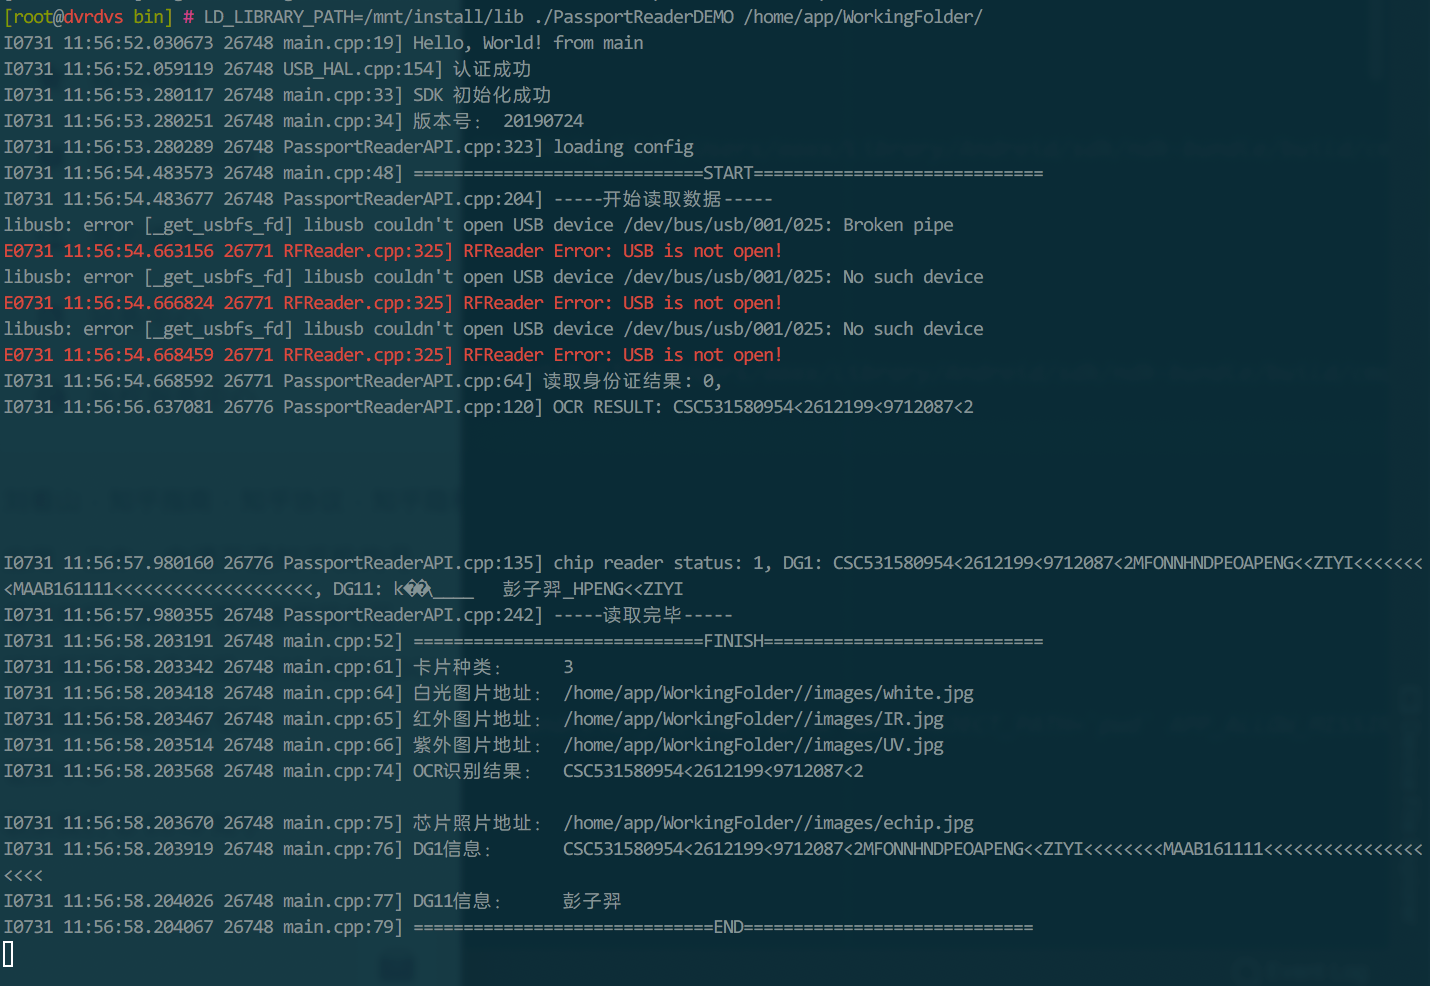 [root@dvrdvs bin] # LD_LIBRARY_PATH=/mnt/install/lib ./PassportReaderDEMO /home/app/WorkingFolder/
I0731 11:56:52.030673 26748 main.cpp:19] Hello, World! from main
I0731 11:56:52.059119 26748 USB_HAL.cpp:154] 认证成功
I0731 11:56:53.280117 26748 main.cpp:33] SDK 初始化成功
I0731 11:56:53.280251 26748 main.cpp:34] 版本号： 20190724
I0731 11:56:53.280289 26748 PassportReaderAPI.cpp:323] loading config
I0731 11:56:54.483573 26748 main.cpp:48] =============================START=============================
I0731 11:56:54.483677 26748 PassportReaderAPI.cpp:204] -----开始读取数据-----
libusb: error [_get_usbfs_fd] libusb couldn't open USB device /dev/bus/usb/001/025: Broken pipe
E0731 11:56:54.663156 26771 RFReader.cpp:325] RFReader Error: USB is not open!
libusb: error [_get_usbfs_fd] libusb couldn't open USB device /dev/bus/usb/001/025: No such device
E0731 11:56:54.666824 26771 RFReader.cpp:325] RFReader Error: USB is not open!
libusb: error [_get_usbfs_fd] libusb couldn't open USB device /dev/bus/usb/001/025: No such device
E0731 11:56:54.668459 26771 RFReader.cpp:325] RFReader Error: USB is not open!
I0731 11:56:54.668592 26771 PassportReaderAPI.cpp:64] 读取身份证结果: 0,
I0731 11:56:56.637081 26776 PassportReaderAPI.cpp:120] OCR RESULT: CSC531580954<2612199<9712087<2
I0731 11:56:57.980160 26776 PassportReaderAPI.cpp:135] chip reader status: 1, DG1: CSC531580954<2612199<9712087<2MFONNHNDPEOAPENG<<ZIYI<<<<<<<
<MAAB161111<<<<<<<<<<<<<<<<<<<<, DG11: k��\____ 彭子羿_HPENG<<ZIYI
I0731 11:56:57.980355 26748 PassportReaderAPI.cpp:242] -----读取完毕-----
I0731 11:56:58.203191 26748 main.cpp:52] =============================FINISH============================
I0731 11:56:58.203342 26748 main.cpp:61] 卡片种类： 3
I0731 11:56:58.203418 26748 main.cpp:64] 白光图片地址： /home/app/WorkingFolder//images/white.jpg
I0731 11:56:58.203467 26748 main.cpp:65] 红外图片地址： /home/app/WorkingFolder//images/IR.jpg
I0731 11:56:58.203514 26748 main.cpp:66] 紫外图片地址： /home/app/WorkingFolder//images/UV.jpg
I0731 11:56:58.203568 26748 main.cpp:74] OCR识别结果： CSC531580954<2612199<9712087<2
I0731 11:56:58.203670 26748 main.cpp:75] 芯片照片地址： /home/app/WorkingFolder//images/echip.jpg
I0731 11:56:58.203919 26748 main.cpp:76] DG1信息： CSC531580954<2612199<9712087<2MFONNHNDPEOAPENG<<ZIYI<<<<<<<<MAAB161111<<<<<<<<<<<<<<<<
<<<<
I0731 11:56:58.204026 26748 main.cpp:77] DG11信息： 彭子羿
I0731 11:56:58.204067 26748 main.cpp:79] ==============================END=============================